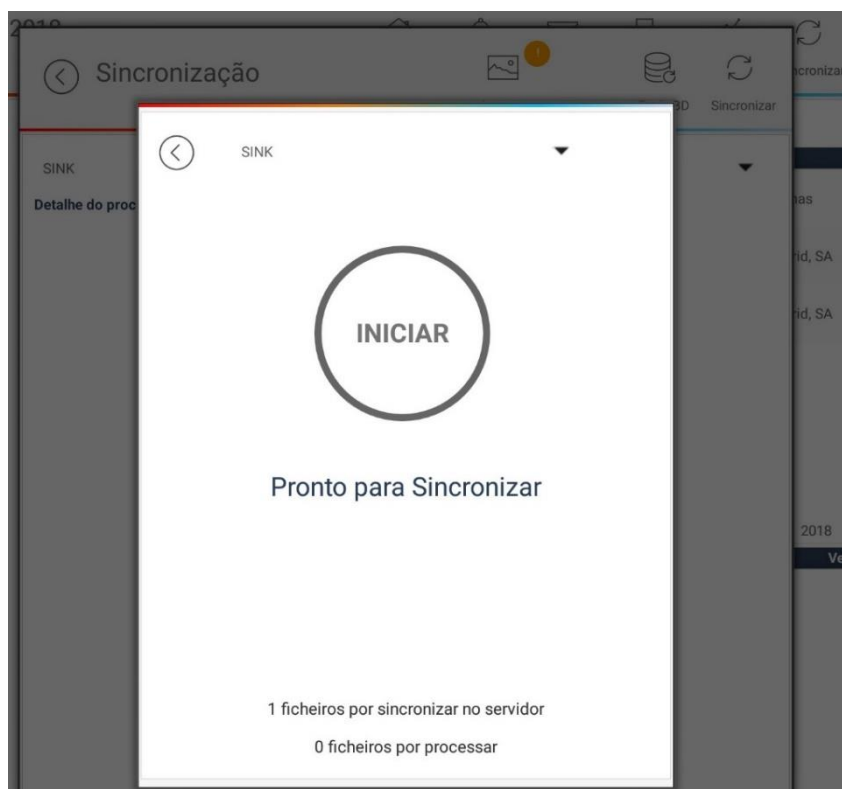 Sincronização
Sincronizar
SINK
Detalhe do proc
SINK
INICIAR
Pronto para Sincronizar
1 ficheiros por sincronizar no servidor
0 ficheiros por processar
BD
ncronizar
nas
rid, SA
rid, SA
2018
Ve